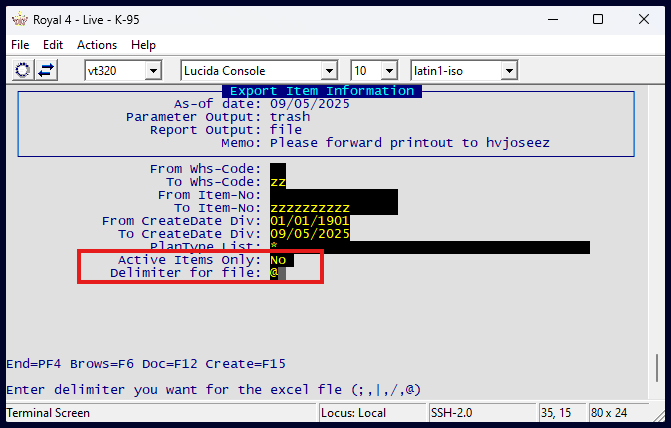 Royal 4 - Live - K-95
File Edit Actions Help
vt320 Lucida Console 10 latin1-iso
Export Item Information
As-of date: 09/05/2025
Parameter Output: trash
Report Output: file
Memo: Please forward printout to hvjoseez
From Whs-Code:
To Whs-Code: zz
From Item-No:
To Item-No: zzzzzzzzzz
From CreateDate Div: 01/01/1901
To CreateDate Div: 09/05/2025
PlanType List: *
Active Items Only: No
Delimiter for file: @
End=PF4 Brows=F6 Doc=F12 Create=F15
Enter delimiter you want for the excel fle (;,|,/,@)
Terminal Screen Locus: Local SSH-2.0 35, 15 80 x 24